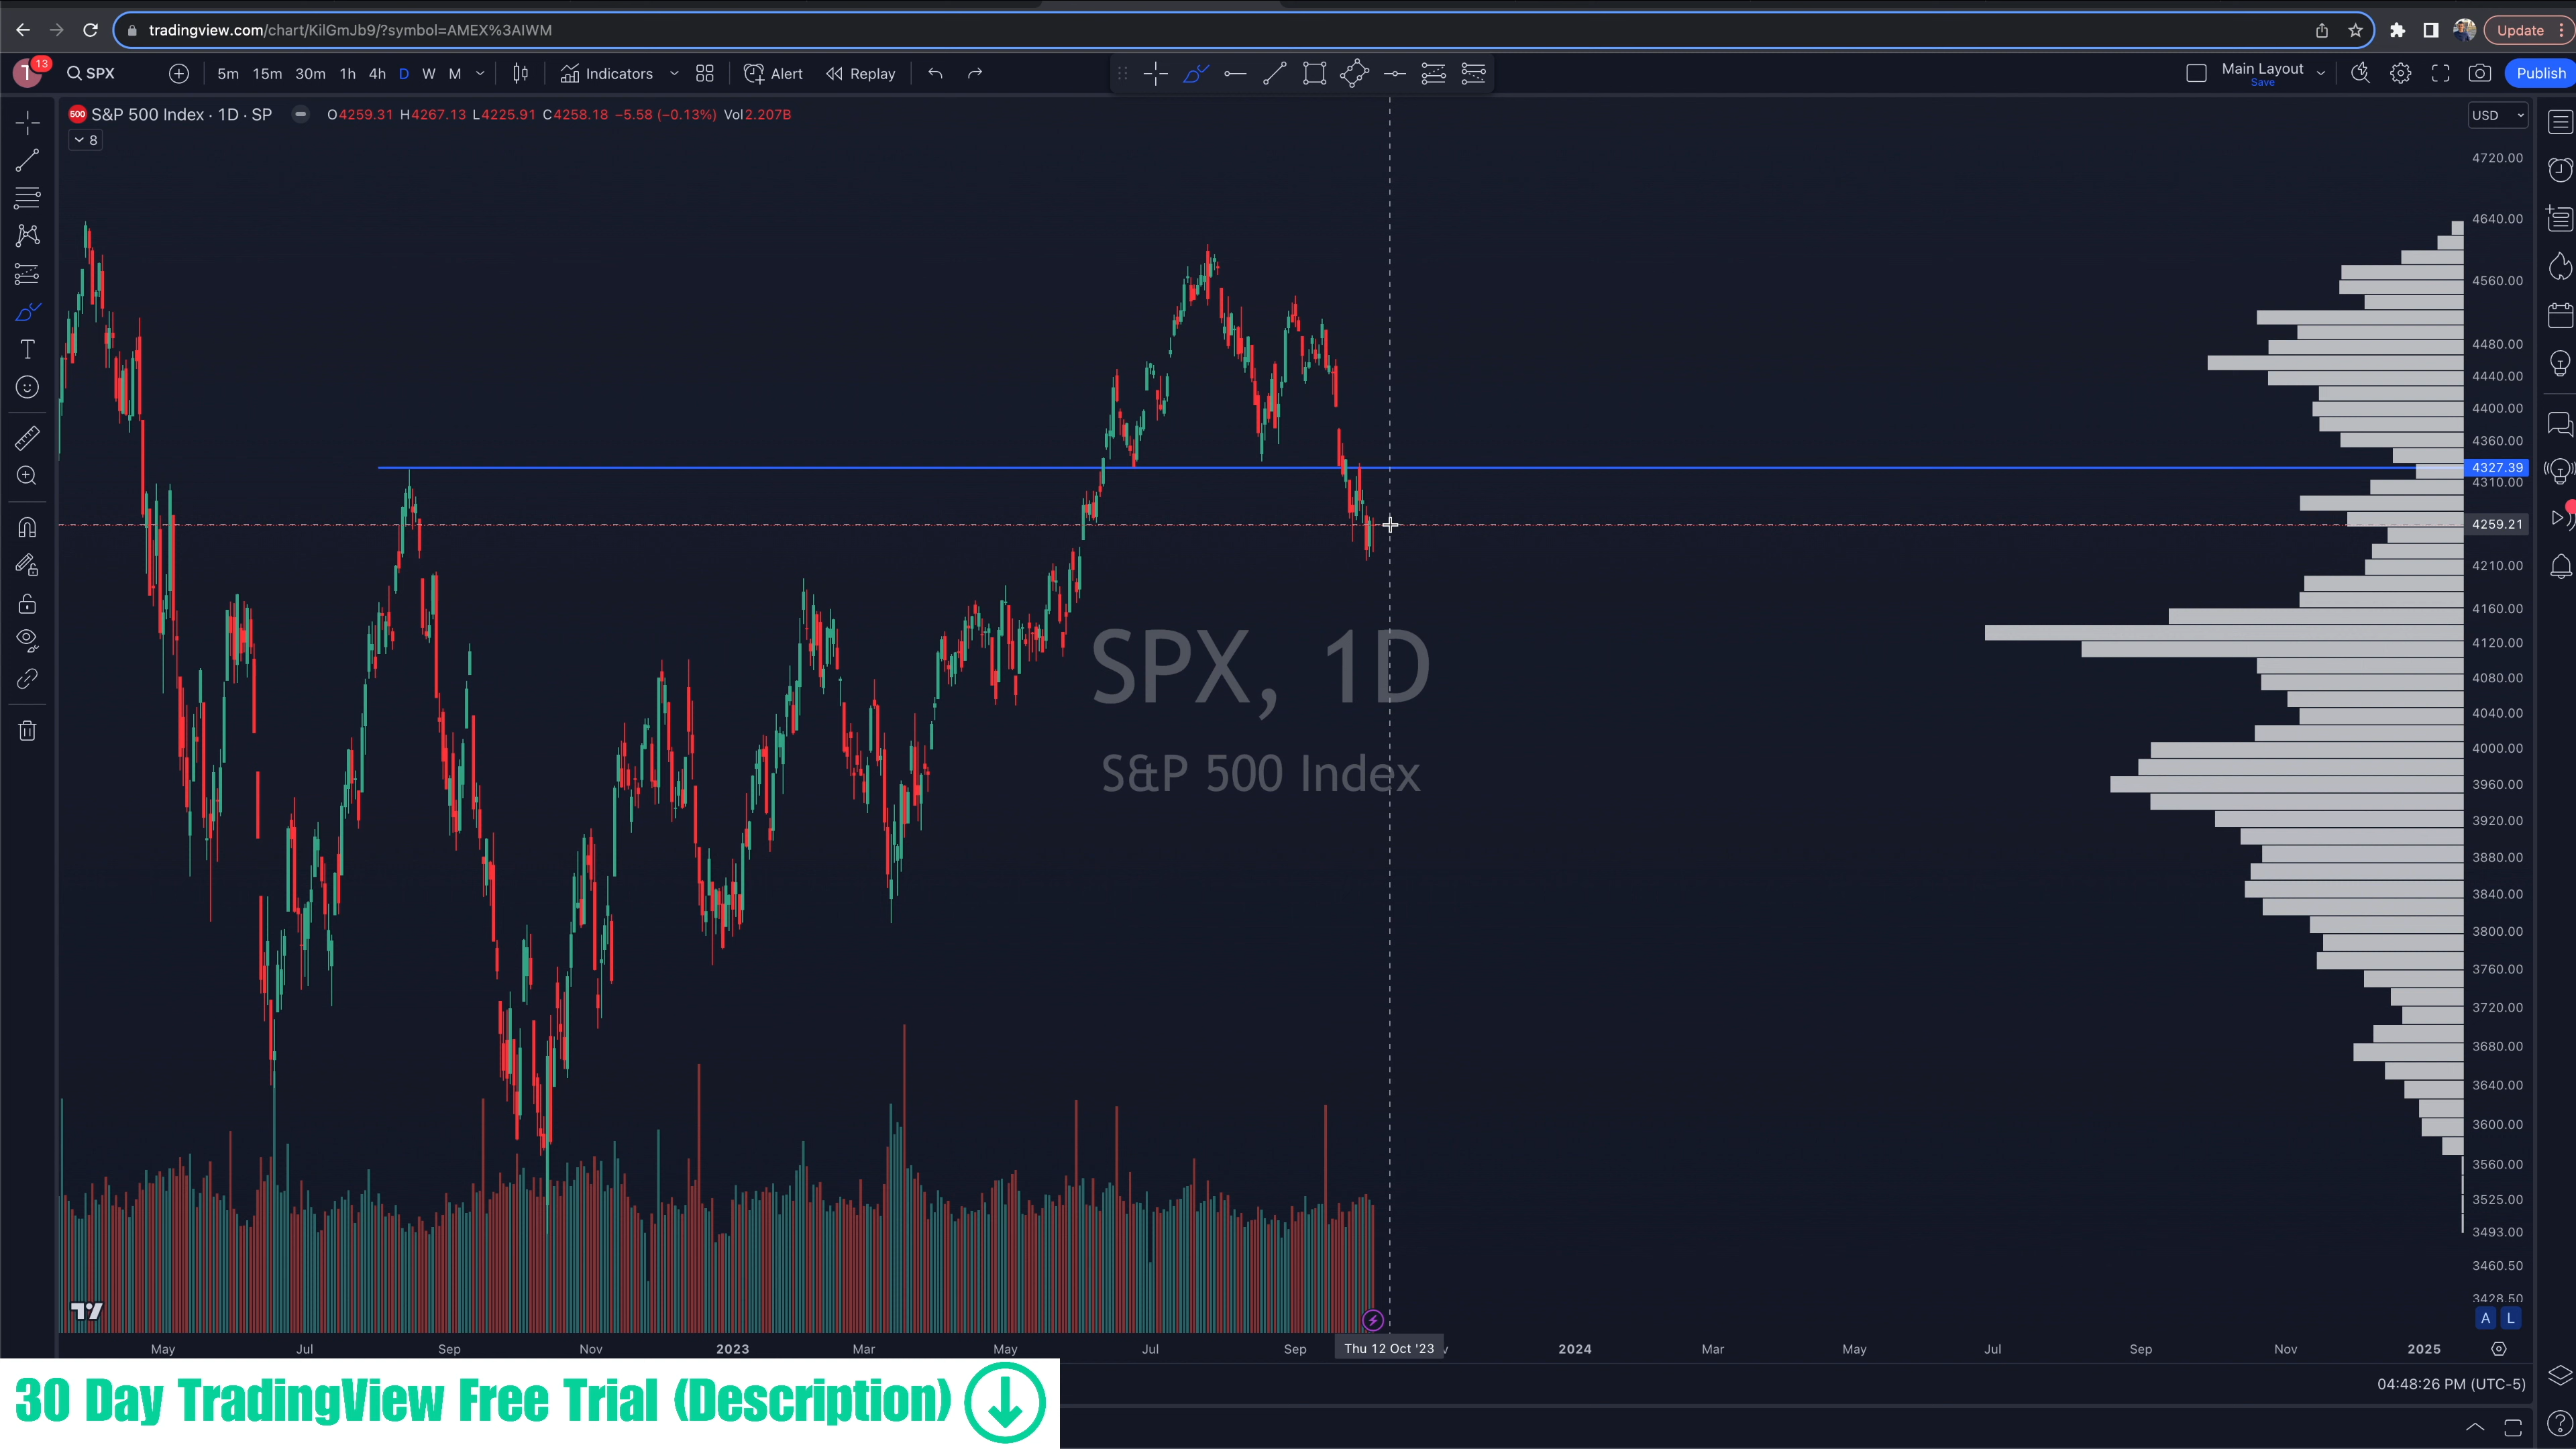 tradingview.com/chart/KilGmJb9/?symbol=AMEX%3AIWM
Update
13
SPX
5m 15m 30m 1h 4h D W M
Indicators
Alert
Replay
Main Layout
Save
Publish
500 S&P 500 Index · 1D · SP O4259.31 H4267.13 L4225.91 C4258.18 −5.58 (−0.13%) Vol2.207B
8
USD
4720.00
4640.00
4560.00
4480.00
4440.00
4400.00
4360.00
4327.39
4310.00
4259.21
4210.00
4160.00
4120.00
4080.00
4040.00
4000.00
3960.00
3920.00
3880.00
3840.00
3800.00
3760.00
3720.00
3680.00
3640.00
3600.00
3560.00
3525.00
3493.00
3460.50
3428.50
SPX, 1D
S&P 500 Index
A L
May Jul Sep Nov 2023 Mar May Jul Sep Thu 12 Oct '23 2024 Mar May Jul Sep Nov 2025
04:48:26 PM (UTC-5)
30 Day TradingView Free Trial (Description)